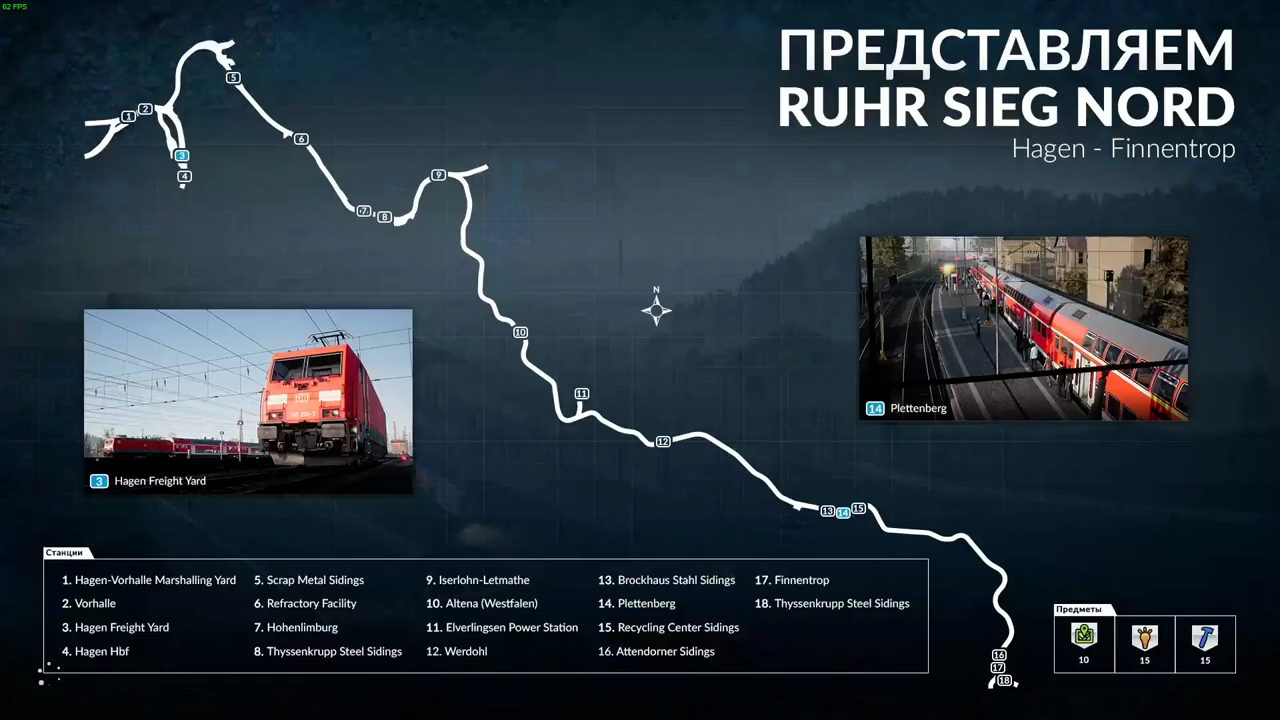 62 FPS
ПРЕДСТАВЛЯЕМ
RUHR SIEG NORD
Hagen - Finnentrop
1
2
3
4
5
6
7
8
9
N
10
11
12
13
14
15
16
17
18
14 Plettenberg
DB
3 Hagen Freight Yard
Станции
1. Hagen-Vorhalle Marshalling Yard
2. Vorhalle
3. Hagen Freight Yard
4. Hagen Hbf
5. Scrap Metal Sidings
6. Refractory Facility
7. Hohenlimburg
8. Thyssenkrupp Steel Sidings
9. Iserlohn-Letmathe
10. Altena (Westfalen)
11. Elverlingsen Power Station
12. Werdohl
13. Brockhaus Stahl Sidings
14. Plettenberg
15. Recycling Center Sidings
16. Attendorner Sidings
17. Finnentrop
18. Thyssenkrupp Steel Sidings
Предметы
10
15
15